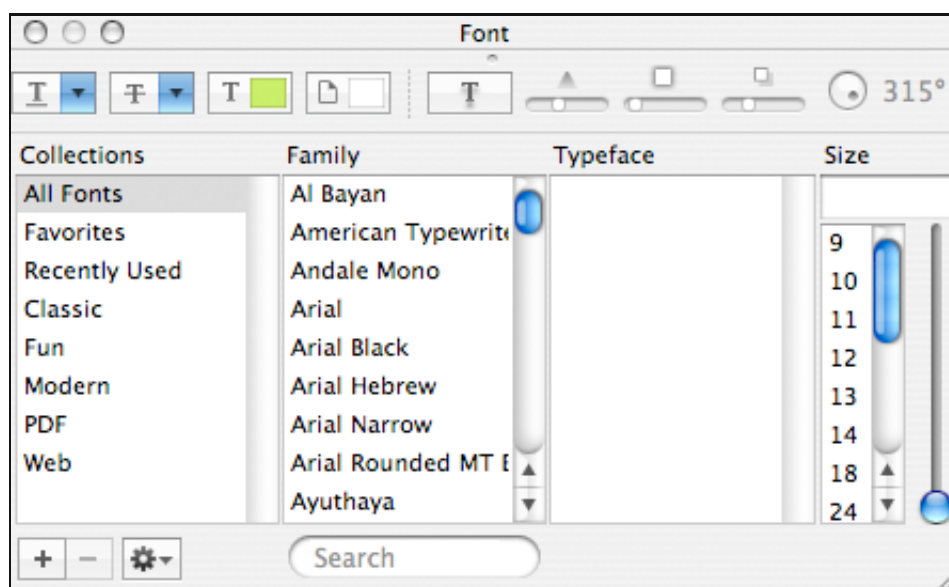 Font
T T T T 315°
Collections Family Typeface Size
All Fonts
Favorites
Recently Used
Classic
Fun
Modern
PDF
Web
Al Bayan
American Typewrite
Andale Mono
Arial
Arial Black
Arial Hebrew
Arial Narrow
Arial Rounded MT E
Ayuthaya
9
10
11
12
13
14
18
24
Search